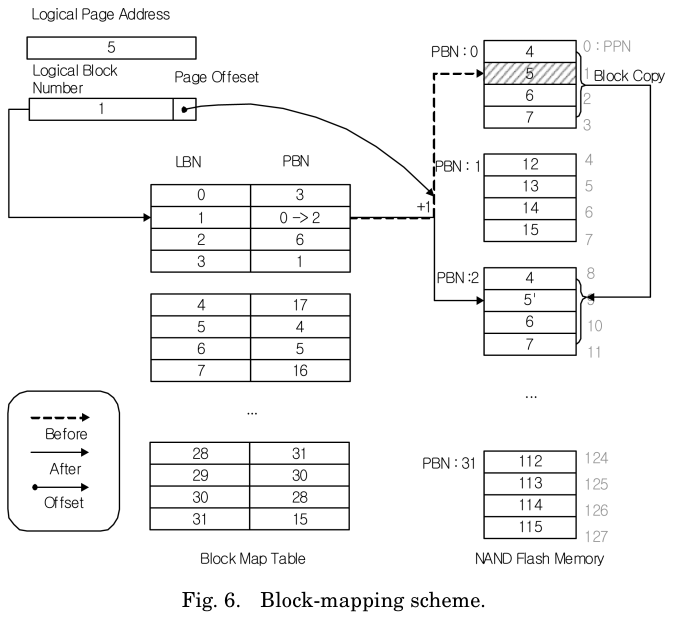 Logical Page Address
5
Logical Block
Number
Page Offeset
1
LBN PBN
0 3
1 0 -> 2
2 6
3 1
4 17
5 4
6 5
7 16
...
28 31
29 30
30 28
31 15
Block Map Table
Before
After
Offset
+1
PBN : 0
4 0 : PPN
5 1
6 2
7 3
Block Copy
PBN : 1
12 4
13 5
14 6
15 7
PBN :2
4 8
5' 9
6 10
7 11
...
PBN : 31
112 124
113 125
114 126
115 127
NAND Flash Memory
Fig. 6. Block-mapping scheme.